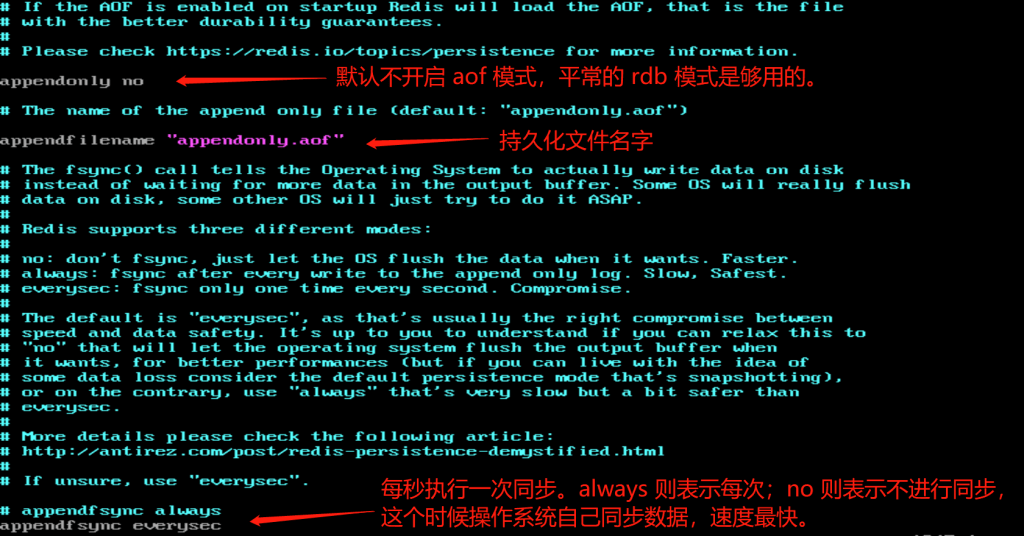 # If the AOF is enabled on startup Redis will load the AOF, that is the file
# with the better durability guarantees.
#
# Please check https://redis.io/topics/persistence for more information.
appendonly no
默认不开启 aof 模式，平常的 rdb 模式是够用的。
# The name of the append only file (default: "appendonly.aof")
appendfilename "appendonly.aof"
持久化文件名字
# The fsync() call tells the Operating System to actually write data on disk
# instead of waiting for more data in the output buffer. Some OS will really flush
# data on disk, some other OS will just try to do it ASAP.
#
# Redis supports three different modes:
#
# no: don't fsync, just let the OS flush the data when it wants. Faster.
# always: fsync after every write to the append only log. Slow, Safest.
# everysec: fsync only one time every second. Compromise.
#
# The default is "everysec", as that's usually the right compromise between
# speed and data safety. It's up to you to understand if you can relax this to
# "no" that will let the operating system flush the output buffer when
# it wants, for better performances (but if you can live with the idea of
# some data loss consider the default persistence mode that's snapshotting),
# or on the contrary, use "always" that's very slow but a bit safer than
# everysec.
#
# More details please check the following article:
# http://antirez.com/post/redis-persistence-demystified.html
#
# If unsure, use "everysec".
每秒执行一次同步。always 则表示每次；no 则表示不进行同步，
这个时候操作系统自己同步数据，速度最快。
# appendfsync always
appendfsync everysec